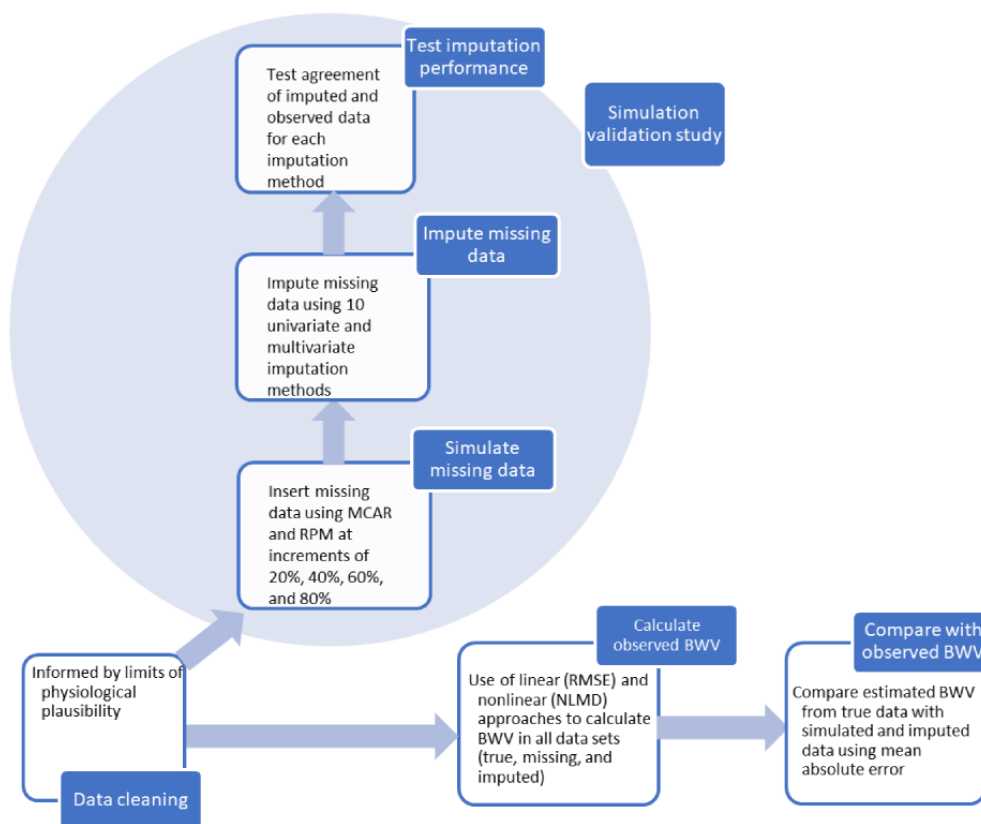 Test imputation
performance
Test agreement
of imputed and
observed data
for each
imputation
method
Simulation
validation study
Impute missing
data
Impute missing
data using 10
univariate and
multivariate
imputation
methods
Simulate
missing data
Insert missing
data using MCAR
and RPM at
increments of
20%, 40%, 60%,
and 80%
Informed by limits of
physiological
plausibility
Data cleaning
Calculate
observed BWV
Use of linear (RMSE) and
nonlinear (NLMD)
approaches to calculate
BWV in all data sets
(true, missing, and
imputed)
Compare with
observed BWV
Compare estimated BWV
from true data with
simulated and imputed
data using mean
absolute error